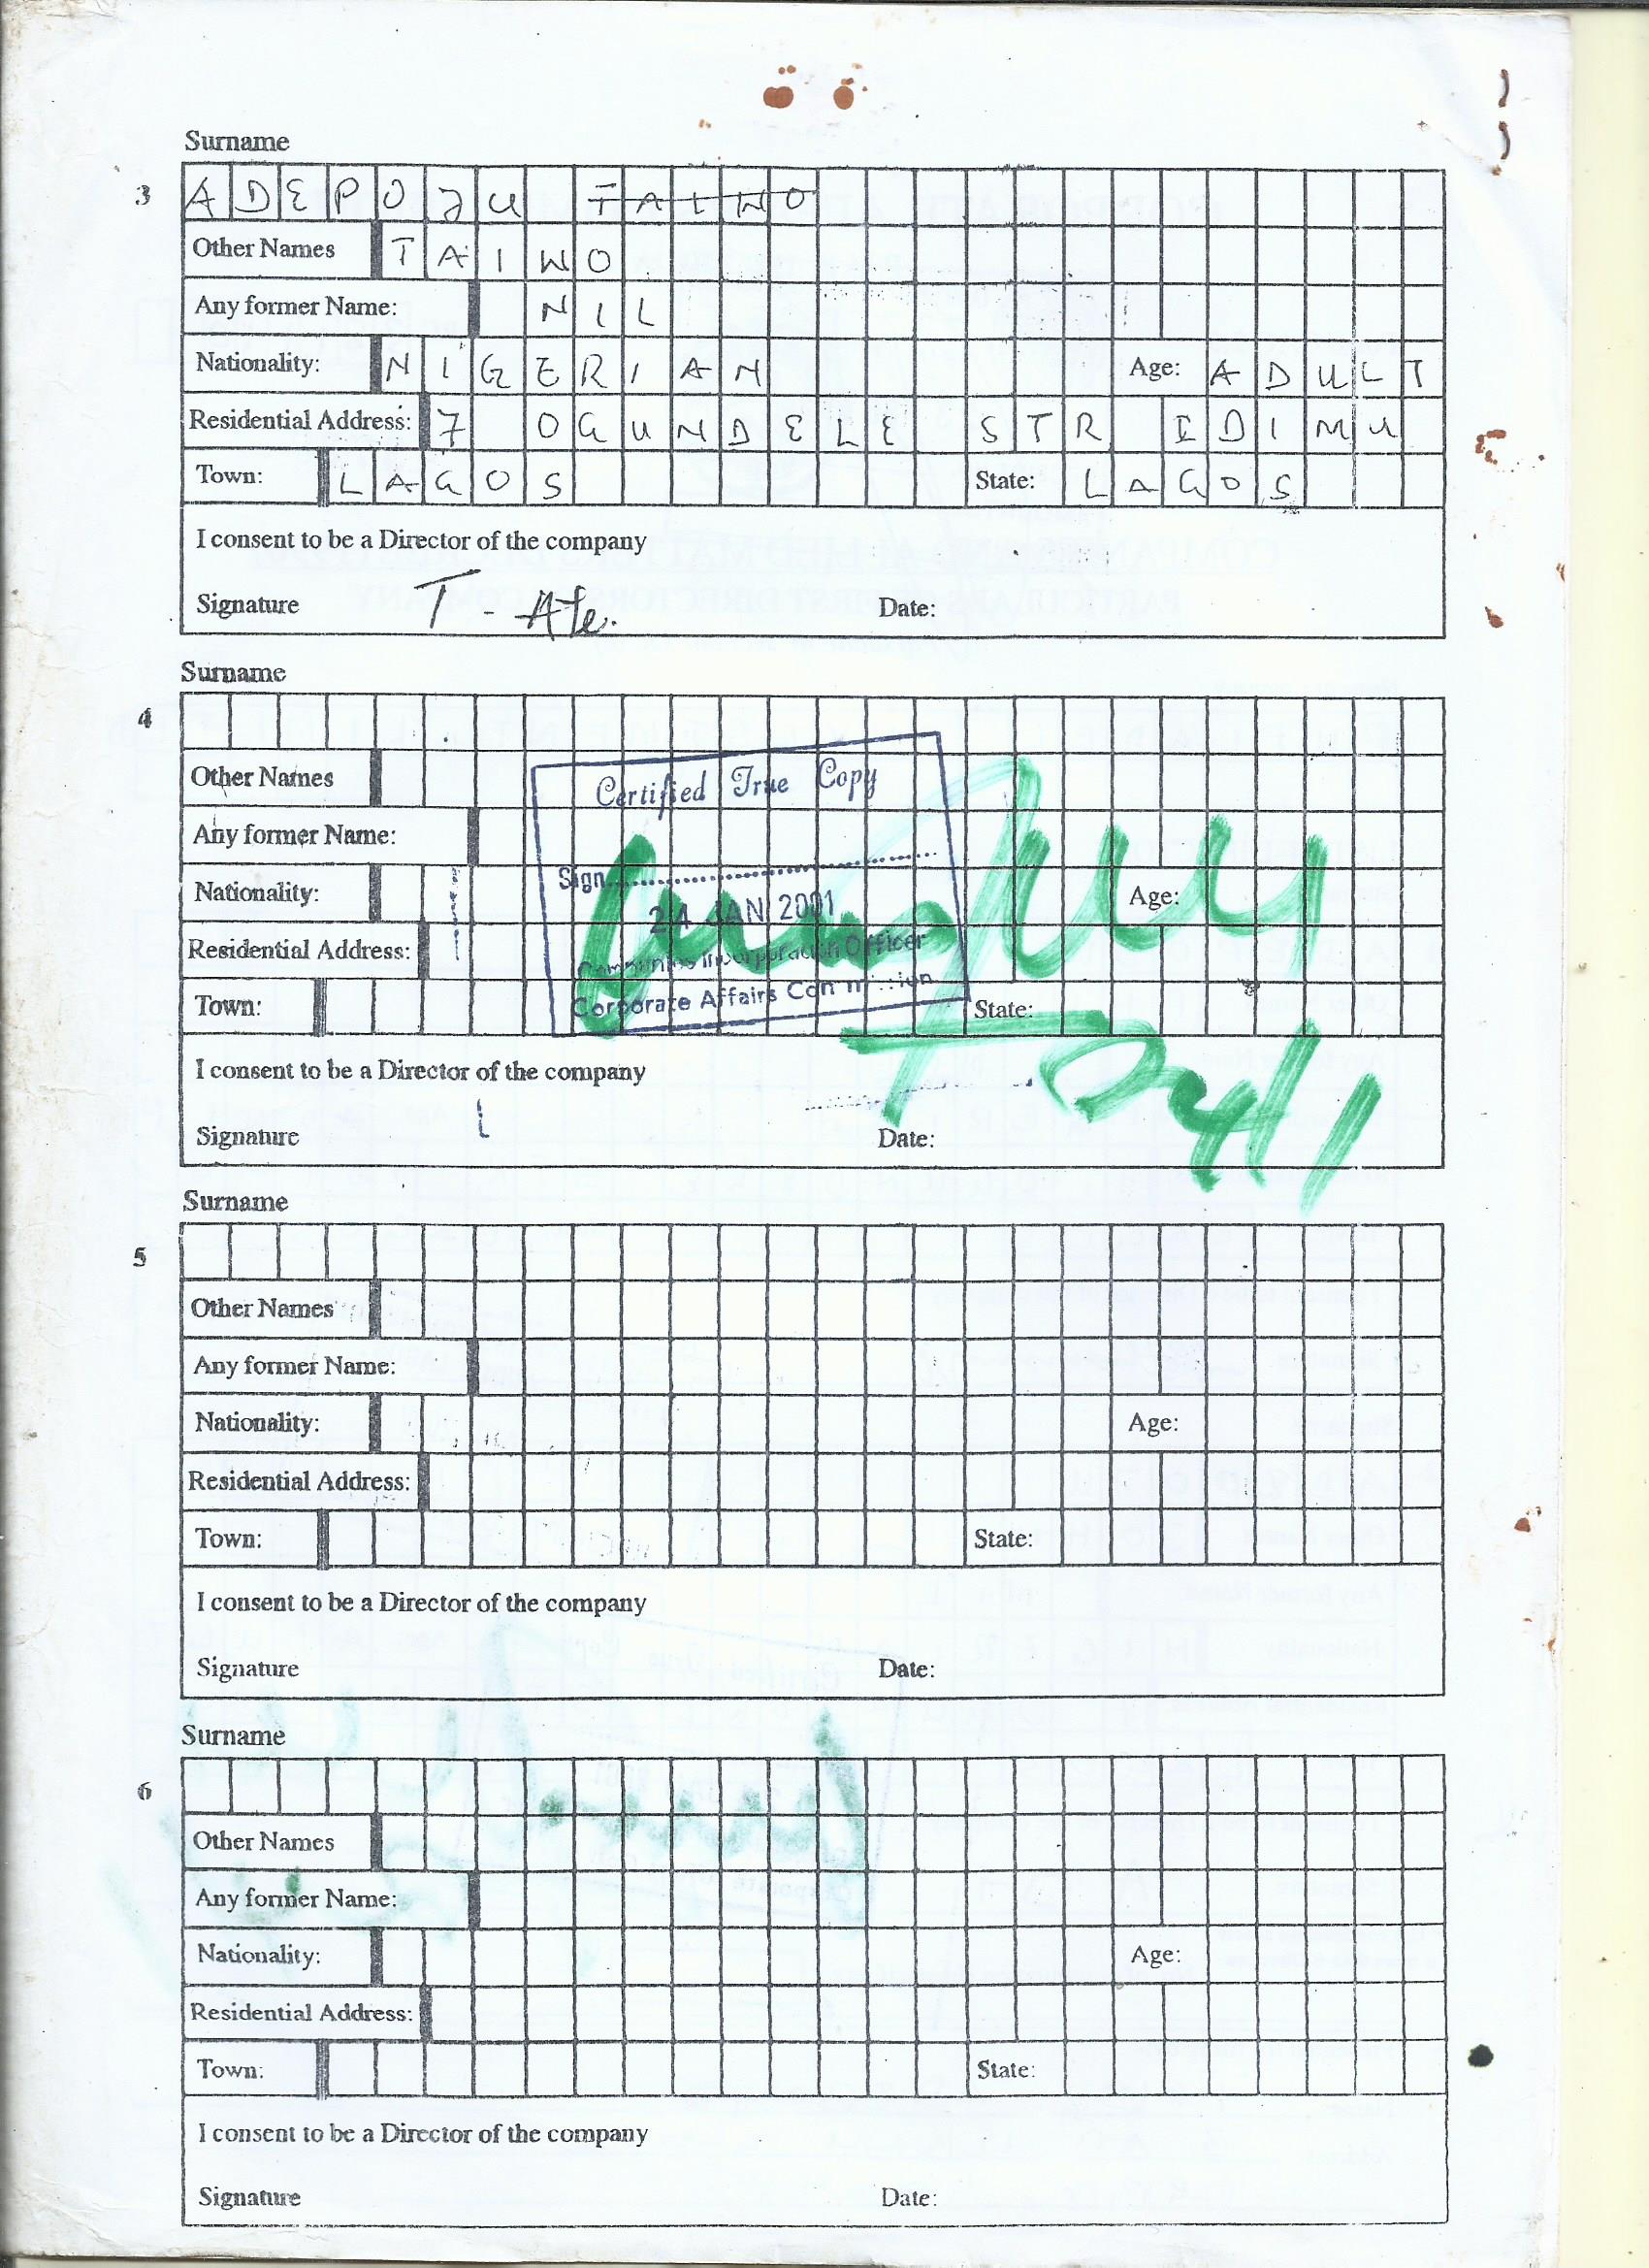 Surname
3 ADEPOJU TAIWO
Other Names TAIWO
Any former Name: NIL
Nationality: NIGERIAN Age: ADULT
Residential Address: 7 OGUNDELE STR IDIMU
Town: LAGOS State: LAGOS
I consent to be a Director of the company
Signature Date:
Surname
4
Other Names
Any former Name:
Nationality: Age:
Residential Address:
Town: State:
Certified True Copy
Sign
24 JAN 2001
Companies Incorporation Officer
Corporate Affairs Commission
I consent to be a Director of the company
Signature Date:
Surname
5
Other Names
Any former Name:
Nationality: Age:
Residential Address:
Town: State:
I consent to be a Director of the company
Signature Date:
Surname
6
Other Names
Any former Name:
Nationality: Age:
Residential Address:
Town: State:
I consent to be a Director of the company
Signature Date: